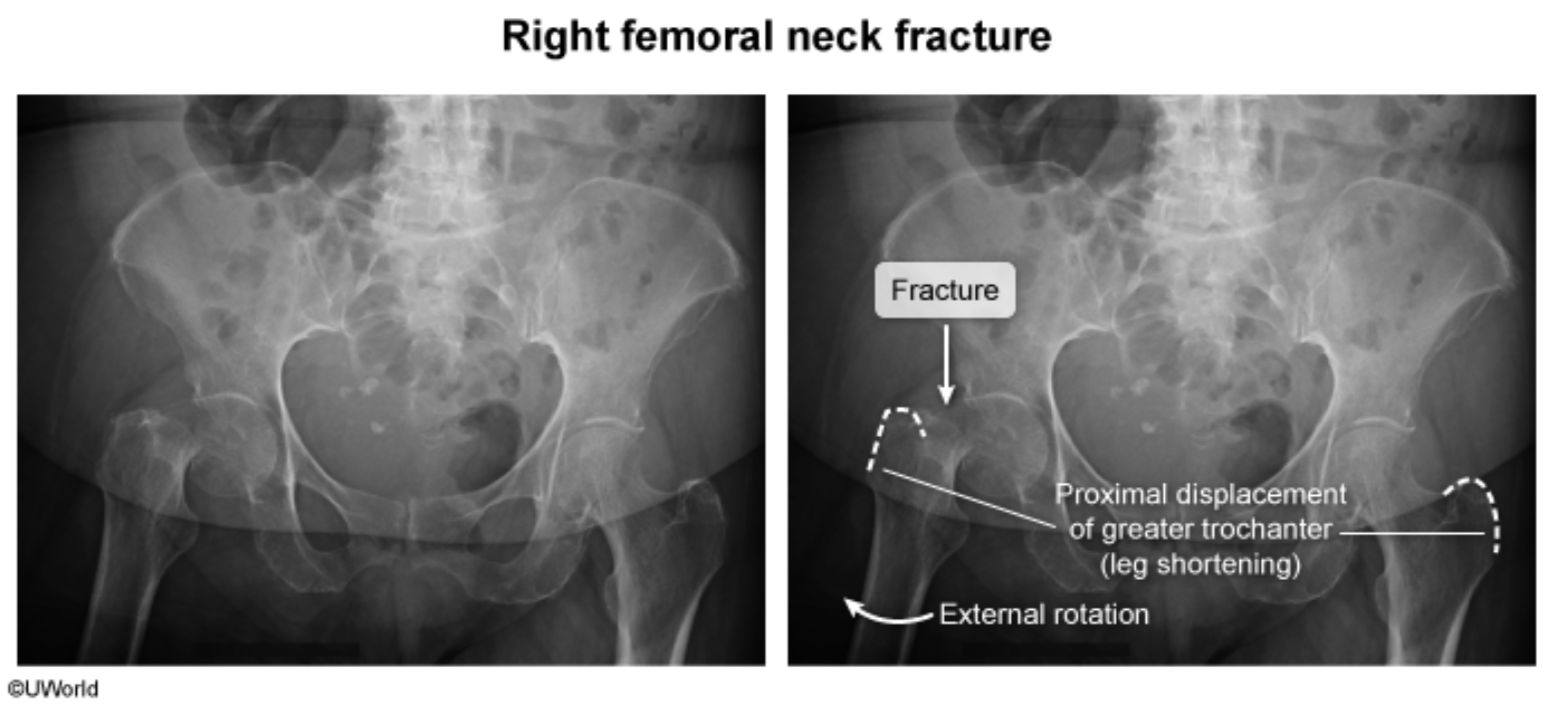 Right femoral neck fracture
Fracture
Proximal displacement
of greater trochanter
(leg shortening)
External rotation
©UWorld